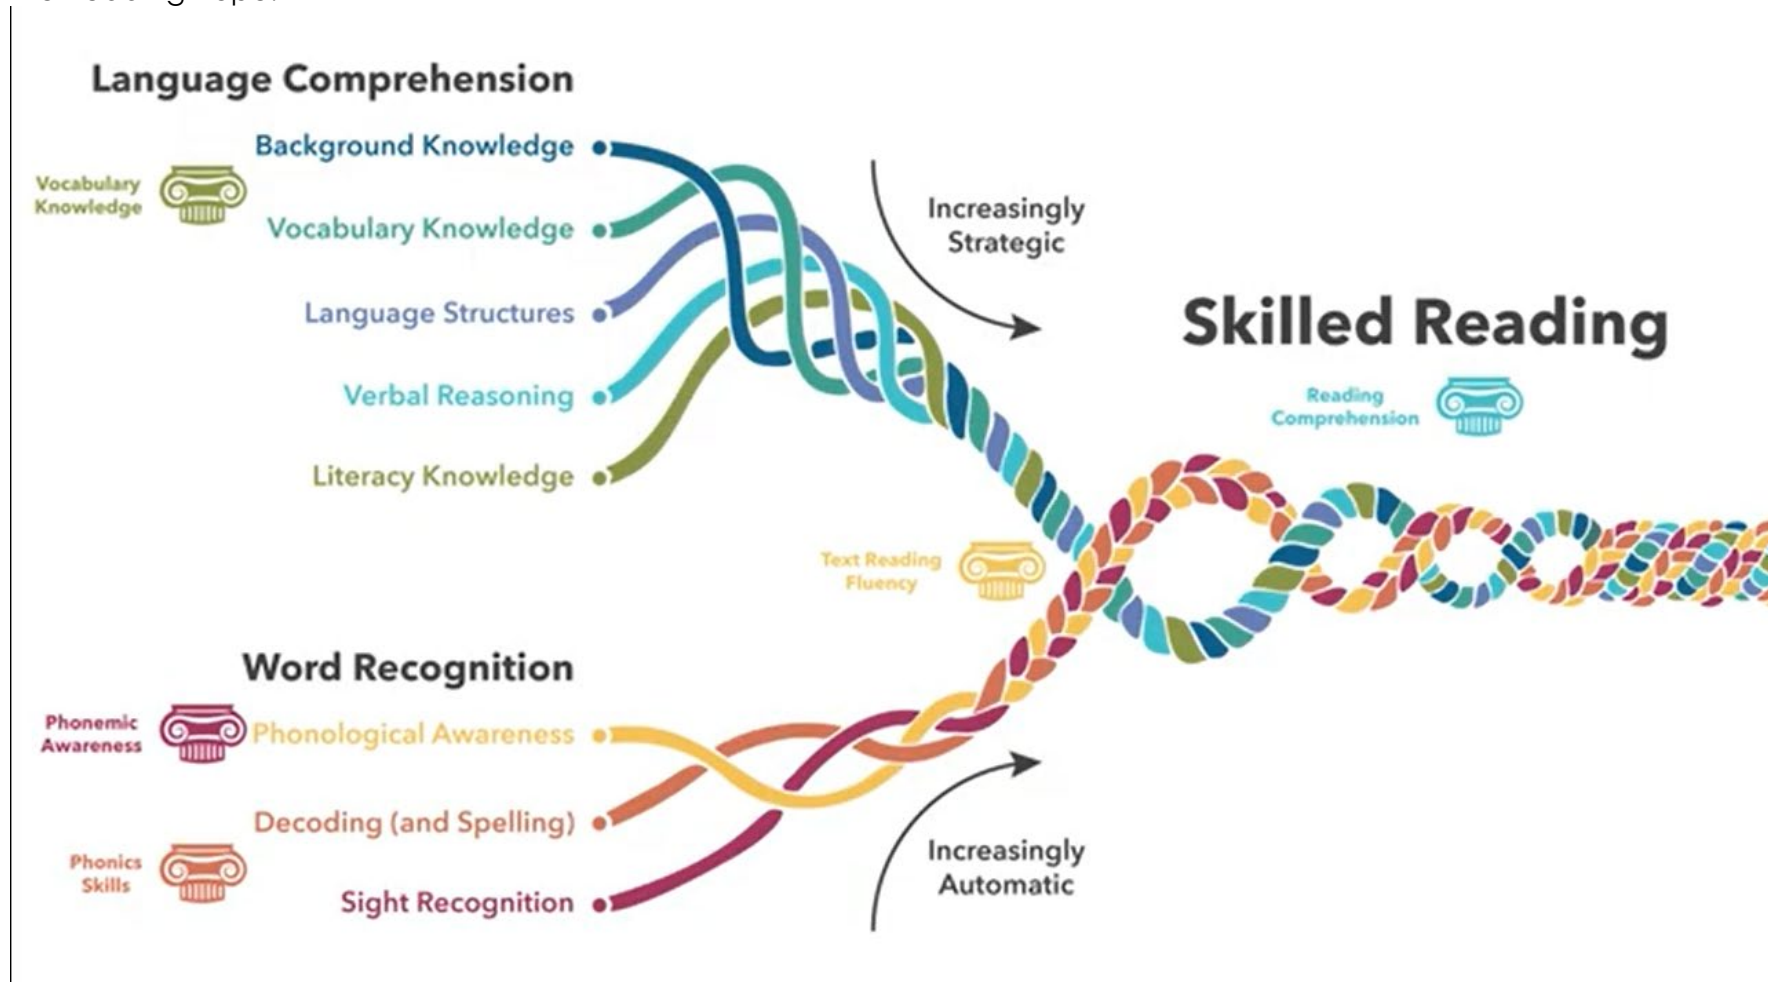 Language Comprehension
Background Knowledge
Vocabulary
Knowledge
Vocabulary Knowledge
Language Structures
Verbal Reasoning
Literacy Knowledge
Increasingly
Strategic
Skilled Reading
Reading
Comprehension
Text Reading
Fluency
Word Recognition
Phonemic
Awareness
Phonological Awareness
Decoding (and Spelling)
Phonics
Skills
Sight Recognition
Increasingly
Automatic